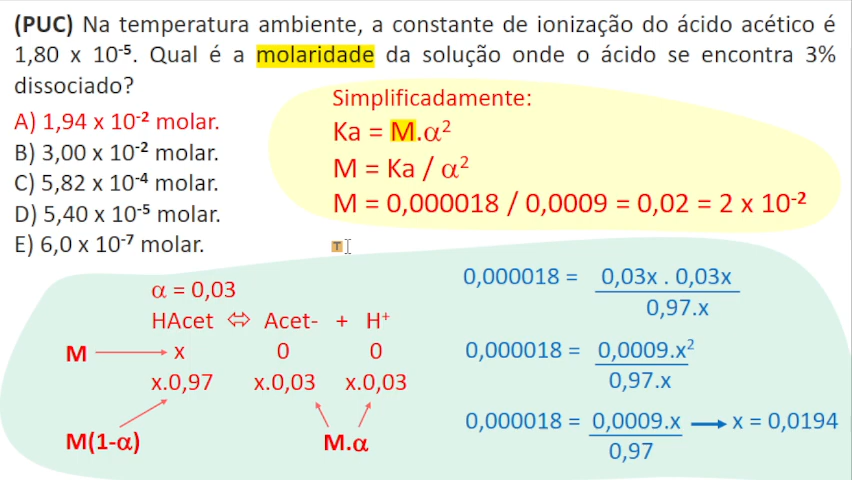 (PUC) Na temperatura ambiente, a constante de ionização do ácido acético é
1,80 x 10⁻⁵. Qual é a molaridade da solução onde o ácido se encontra 3%
dissociado?
A) 1,94 x 10⁻² molar.
B) 3,00 x 10⁻² molar.
C) 5,82 x 10⁻⁴ molar.
D) 5,40 x 10⁻⁵ molar.
E) 6,0 x 10⁻⁷ molar.
Simplificadamente:
Ka = M.α²
M = Ka / α²
M = 0,000018 / 0,0009 = 0,02 = 2 x 10⁻²
T
α = 0,03
HAcet ⇔ Acet- + H⁺
M → x 0 0
x.0,97 x.0,03 x.0,03
M(1-α) M.α
0,000018 = 0,03x . 0,03x
0,97.x
0,000018 = 0,0009.x²
0,97.x
0,000018 = 0,0009.x → x = 0,0194
0,97